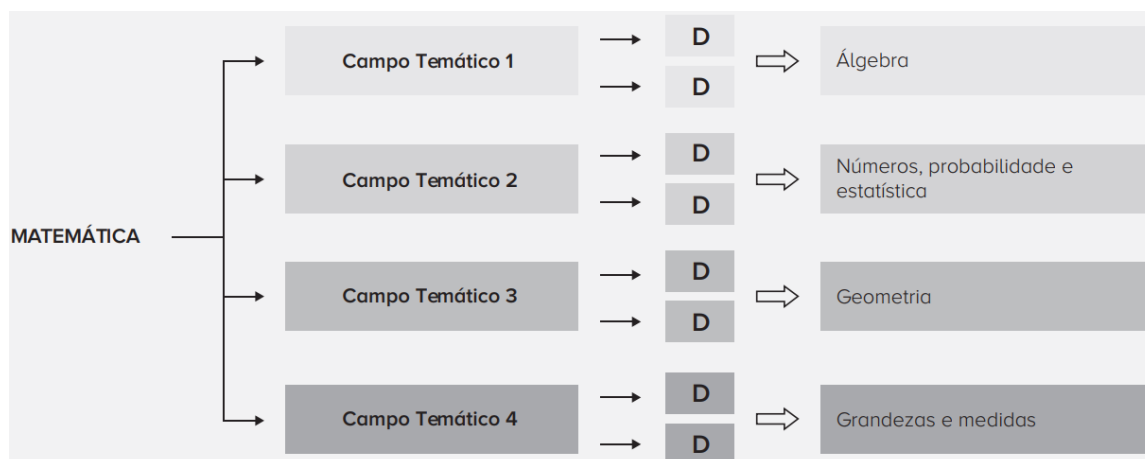 D
Campo Temático 1
Álgebra
D
D
Campo Temático 2
Números, probabilidade e
estatística
D
MATEMÁTICA
D
Campo Temático 3
Geometria
D
D
Campo Temático 4
Grandezas e medidas
D